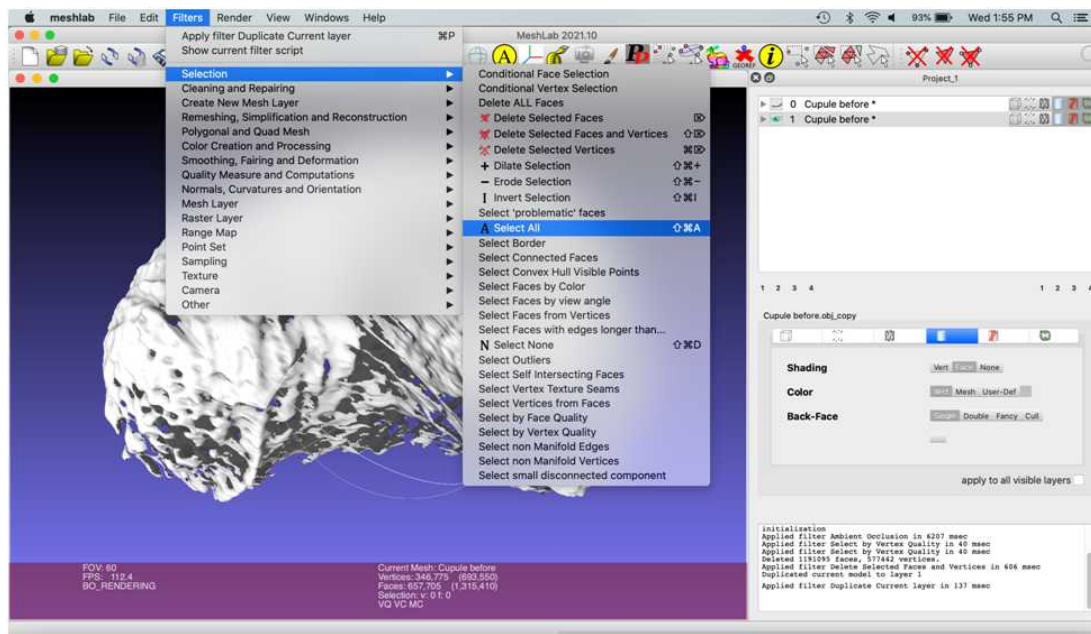 meshlab File Edit Filters Render View Windows Help 93% Wed 1:55 PM
MeshLab 2021.10
Apply filter Duplicate Current layer ⌘P
Show current filter script
Selection
Cleaning and Repairing
Create New Mesh Layer
Remeshing, Simplification and Reconstruction
Polygonal and Quad Mesh
Color Creation and Processing
Smoothing, Fairing and Deformation
Quality Measure and Computations
Normals, Curvatures and Orientation
Mesh Layer
Raster Layer
Range Map
Point Set
Sampling
Texture
Camera
Other
Conditional Face Selection
Conditional Vertex Selection
Delete ALL Faces
Delete Selected Faces ⌦
Delete Selected Faces and Vertices ⇧⌦
Delete Selected Vertices ⌘⌦
Dilate Selection ⇧⌘+
Erode Selection ⇧⌘-
Invert Selection ⇧⌘I
Select 'problematic' faces
A Select All ⇧⌘A
Select Border
Select Connected Faces
Select Convex Hull Visible Points
Select Faces by Color
Select Faces by view angle
Select Faces from Vertices
Select Faces with edges longer than...
N Select None ⇧⌘D
Select Outliers
Select Self Intersecting Faces
Select Vertex Texture Seams
Select Vertices from Faces
Select by Face Quality
Select by Vertex Quality
Select non Manifold Edges
Select non Manifold Vertices
Select small disconnected component
GEOREF
Project_1
0 Cupule before *
1 Cupule before *
1 2 3 4 1 2 3 4
Cupule before.obj_copy
Shading Vert Face None
Color Vert Mesh User-Def
Back-Face Single Double Fancy Cull
apply to all visible layers
initialization
Applied filter Ambient Occlusion in 6207 msec
Applied filter Select by Vertex Quality in 40 msec
Applied filter Select by Vertex Quality in 40 msec
Deleted 1191095 faces, 577442 vertices.
Applied filter Delete Selected Faces and Vertices in 606 msec
Duplicated current model to layer 1
Applied filter Duplicate Current layer in 137 msec
FOV: 60
FPS: 112.4
BO_RENDERING
Current Mesh: Cupule before
Vertices: 346,775 (693,550)
Faces: 657,705 (1,315,410)
Selection: v: 0 f: 0
VQ VC MC